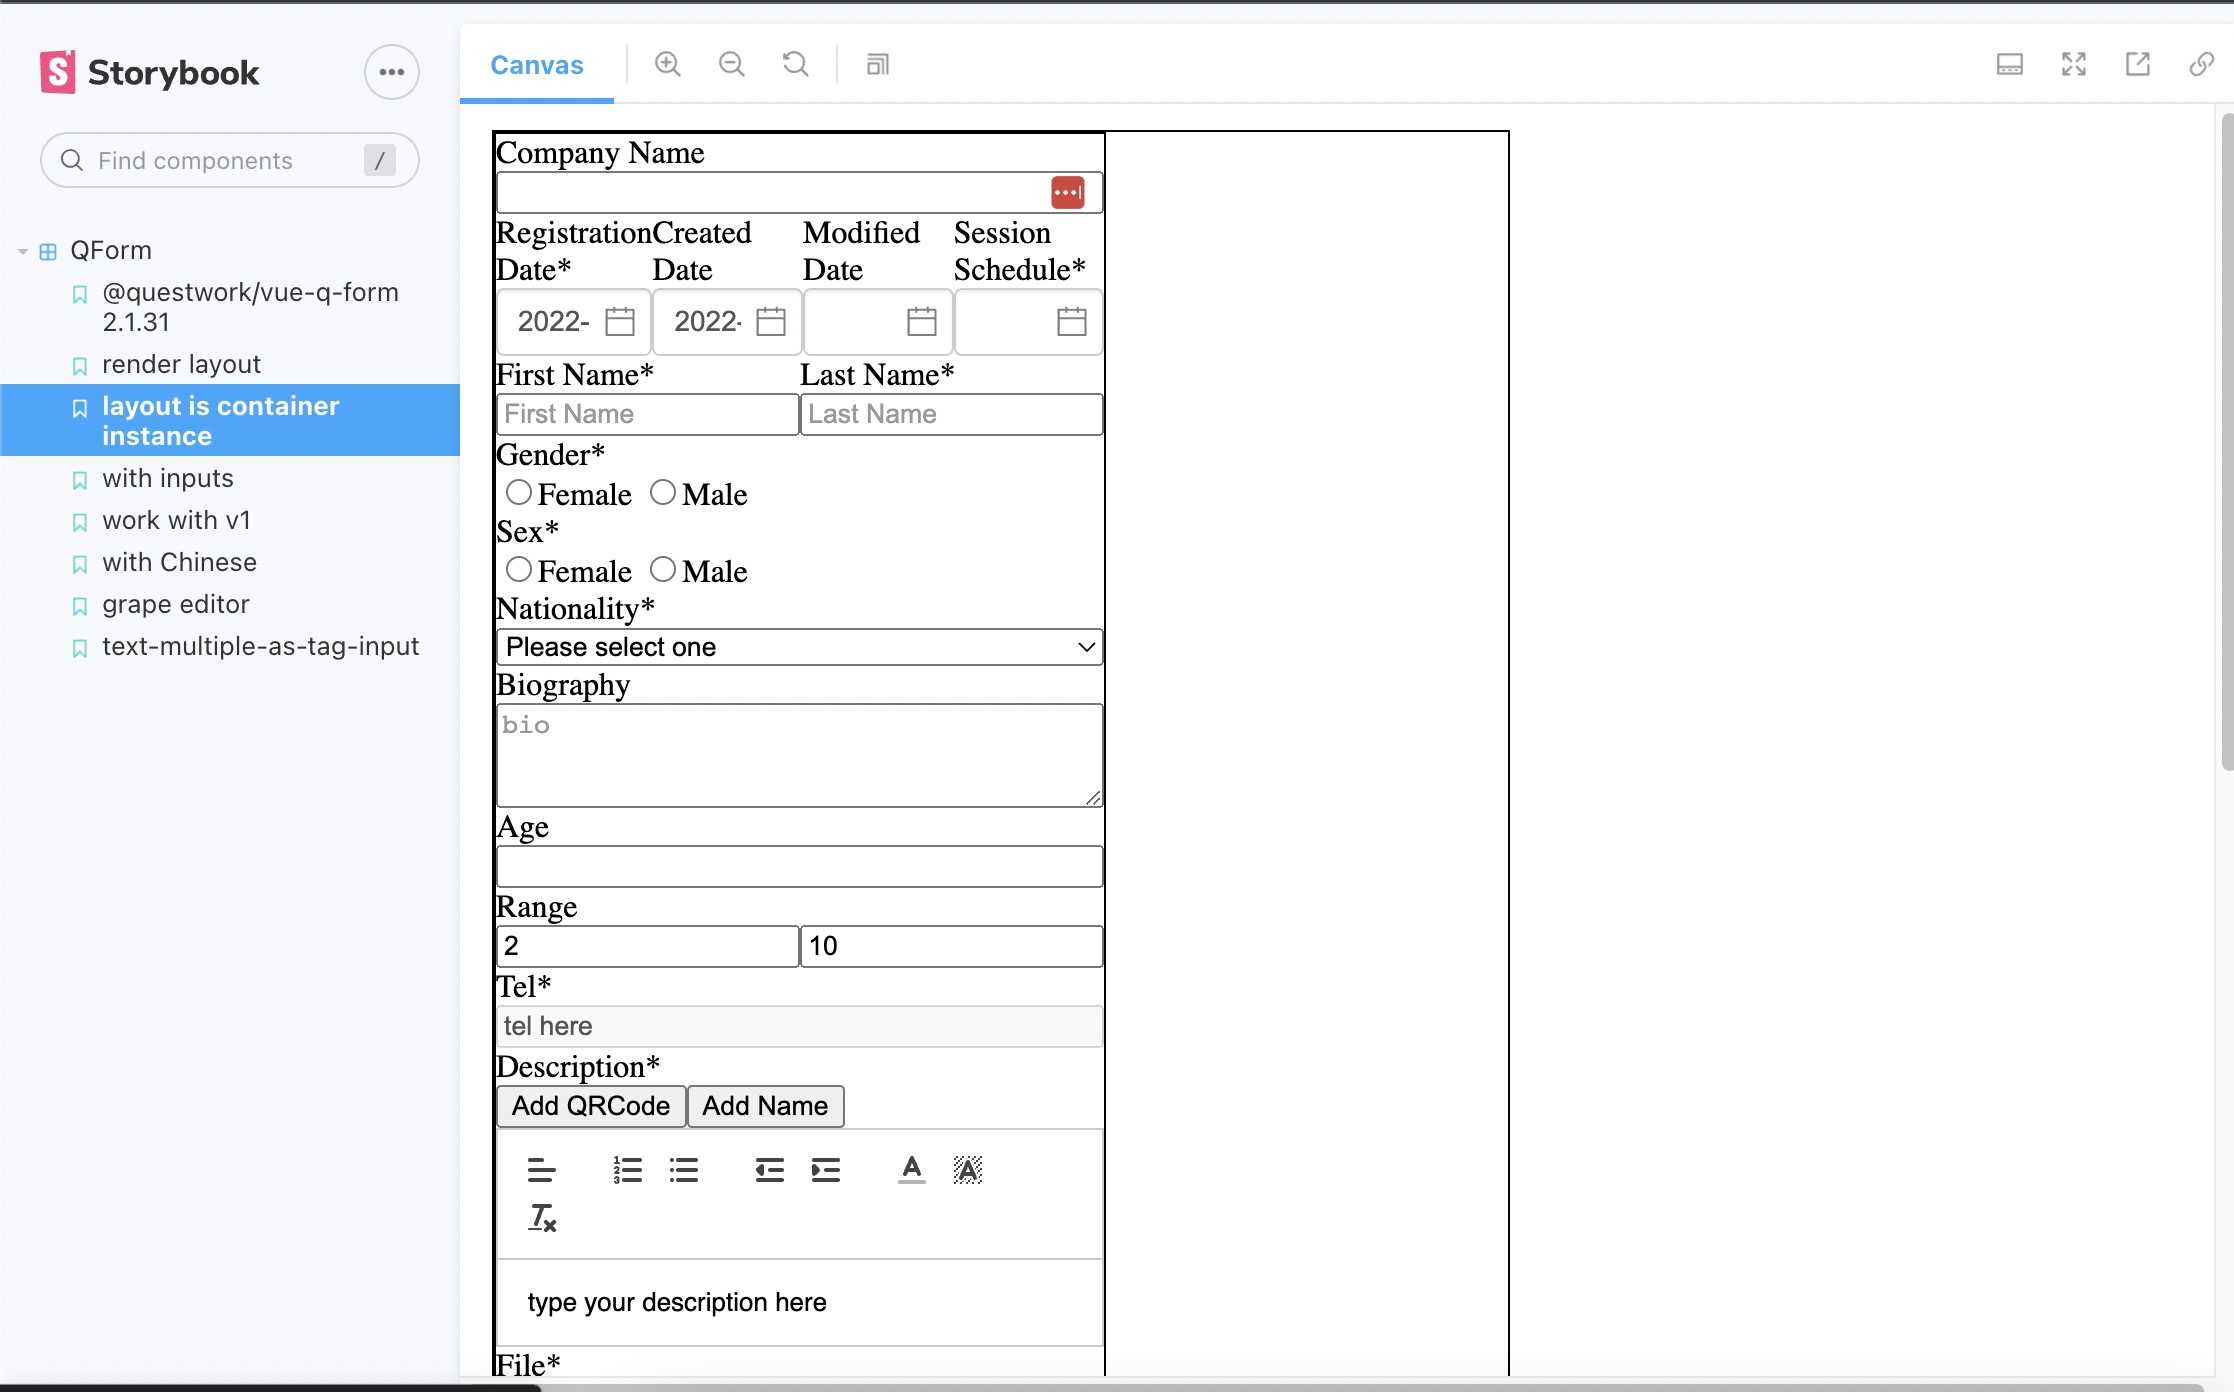 Storybook
Find components
/
QForm
@questwork/vue-q-form
2.1.31
render layout
layout is container
instance
with inputs
work with v1
with Chinese
grape editor
text-multiple-as-tag-input
Canvas
Company Name
Registration Created Modified Session
Date* Date Date Schedule*
2022- 2022-
First Name* Last Name*
First Name Last Name
Gender*
Female Male
Sex*
Female Male
Nationality*
Please select one
Biography
bio
Age
Range
2 10
Tel*
tel here
Description*
Add QRCode Add Name
type your description here
File*